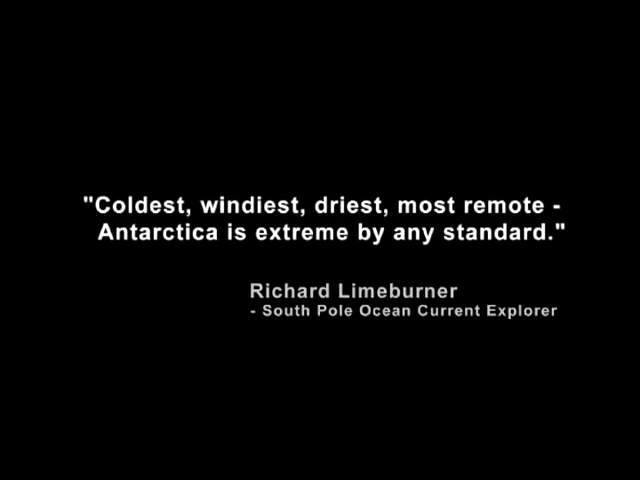 "Coldest, windiest, driest, most remote -
Antarctica is extreme by any standard."
Richard Limeburner
- South Pole Ocean Current Explorer